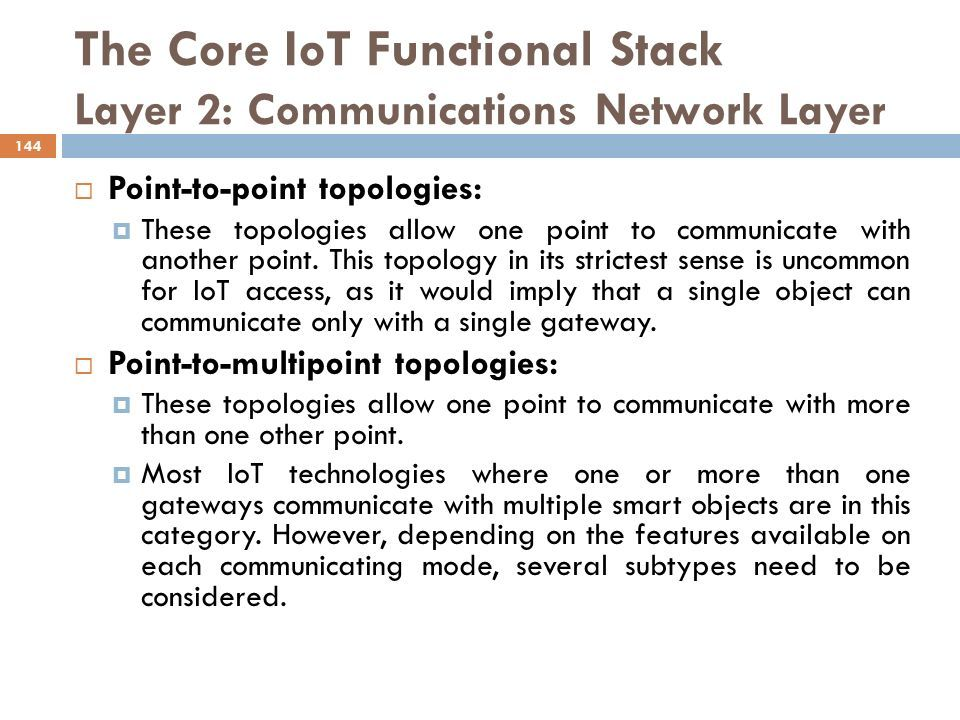 The Core IoT Functional Stack
Layer 2: Communications Network Layer
144
Point-to-point topologies:
These topologies allow one point to communicate with
another point. This topology in its strictest sense is uncommon
for IoT access, as it would imply that a single object can
communicate only with a single gateway.
Point-to-multipoint topologies:
These topologies allow one point to communicate with more
than one other point.
Most IoT technologies where one or more than one
gateways communicate with multiple smart objects are in this
category. However, depending on the features available on
each communicating mode, several subtypes need to be
considered.